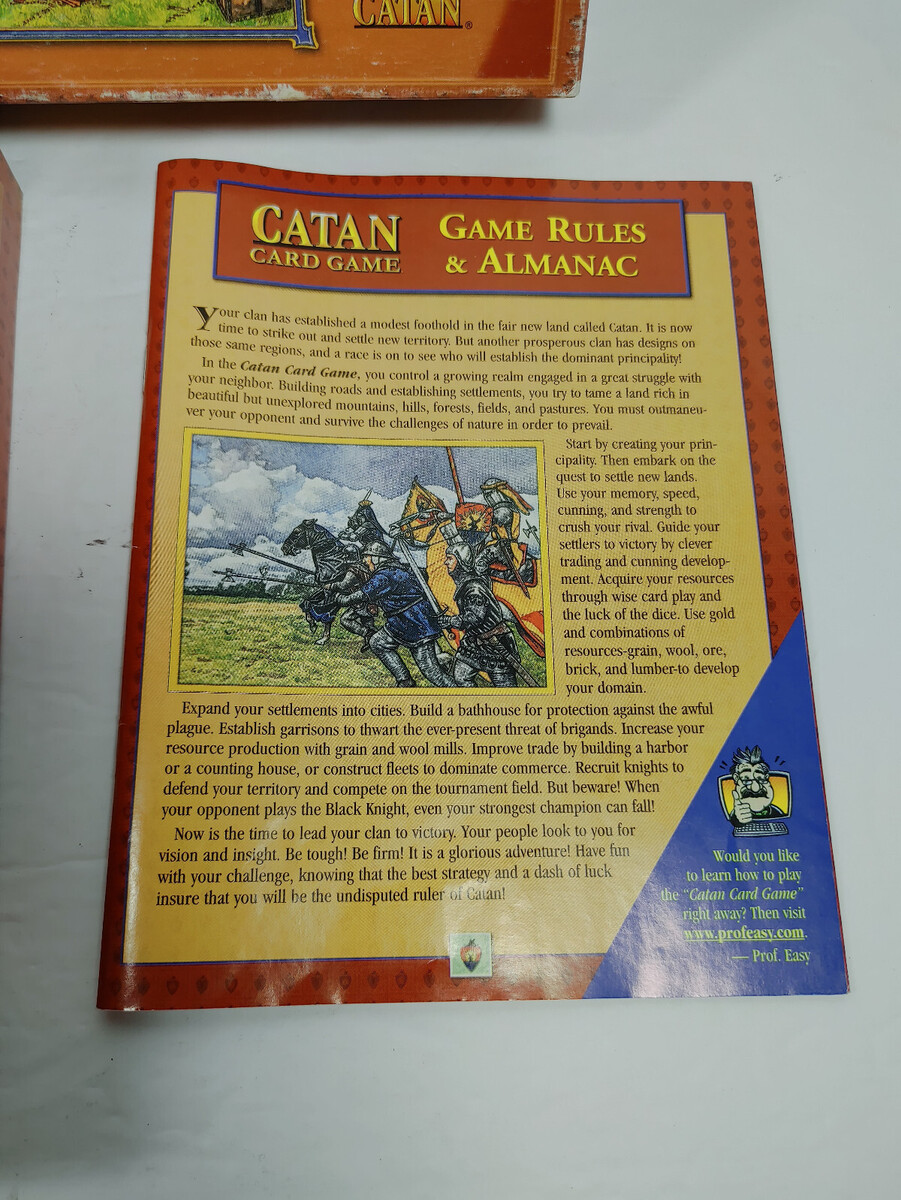 CATAN®
CATAN
CARD GAME
GAME RULES
& ALMANAC
Your clan has established a modest foothold in the fair new land called Catan. It is now
time to strike out and settle new territory. But another prosperous clan has designs on
those same regions, and a race is on to see who will establish the dominant principality!
In the Catan Card Game, you control a growing realm engaged in a great struggle with
your neighbor. Building roads and establishing settlements, you try to tame a land rich in
beautiful but unexplored mountains, hills, forests, fields, and pastures. You must outmaneu-
ver your opponent and survive the challenges of nature in order to prevail.
Start by creating your prin-
cipality. Then embark on the
quest to settle new lands.
Use your memory, speed,
cunning, and strength to
crush your rival. Guide your
settlers to victory by clever
trading and cunning develop-
ment. Acquire your resources
through wise card play and
the luck of the dice. Use gold
and combinations of
resources-grain, wool, ore,
brick, and lumber-to develop
your domain.
Expand your settlements into cities. Build a bathhouse for protection against the awful
plague. Establish garrisons to thwart the ever-present threat of brigands. Increase your
resource production with grain and wool mills. Improve trade by building a harbor
or a counting house, or construct fleets to dominate commerce. Recruit knights to
defend your territory and compete on the tournament field. But beware! When
your opponent plays the Black Knight, even your strongest champion can fall!
Now is the time to lead your clan to victory. Your people look to you for
vision and insight. Be tough! Be firm! It is a glorious adventure! Have fun
with your challenge, knowing that the best strategy and a dash of luck
insure that you will be the undisputed ruler of Catan!
Would you like
to learn how to play
the "Catan Card Game"
right away? Then visit
www.profeasy.com.
— Prof. Easy